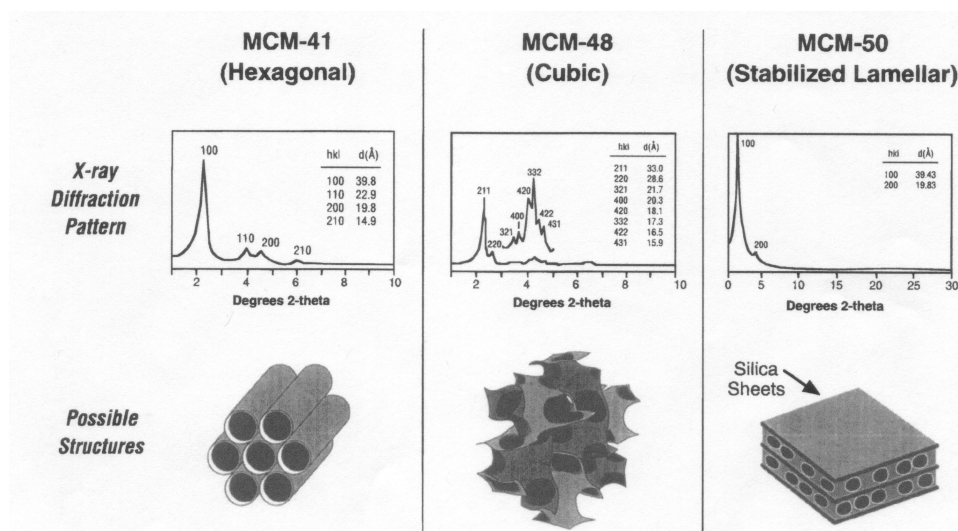 MCM-41
(Hexagonal)
MCM-48
(Cubic)
MCM-50
(Stabilized Lamellar)
X-ray
Diffraction
Pattern
100
110
200
210
hkl d(Å)
100 39.8
110 22.9
200 19.8
210 14.9
2 4 6 8 10
Degrees 2-theta
211
220
321
400
420
332
422
431
hkl d(Å)
211 33.0
220 28.6
321 21.7
400 20.3
420 18.1
332 17.3
422 16.5
431 15.9
2 4 6 8 10
Degrees 2-theta
100
200
hkl d(Å)
100 39.43
200 19.83
0 5 10 15 20 25 30
Degrees 2-theta
Possible
Structures
Silica
Sheets